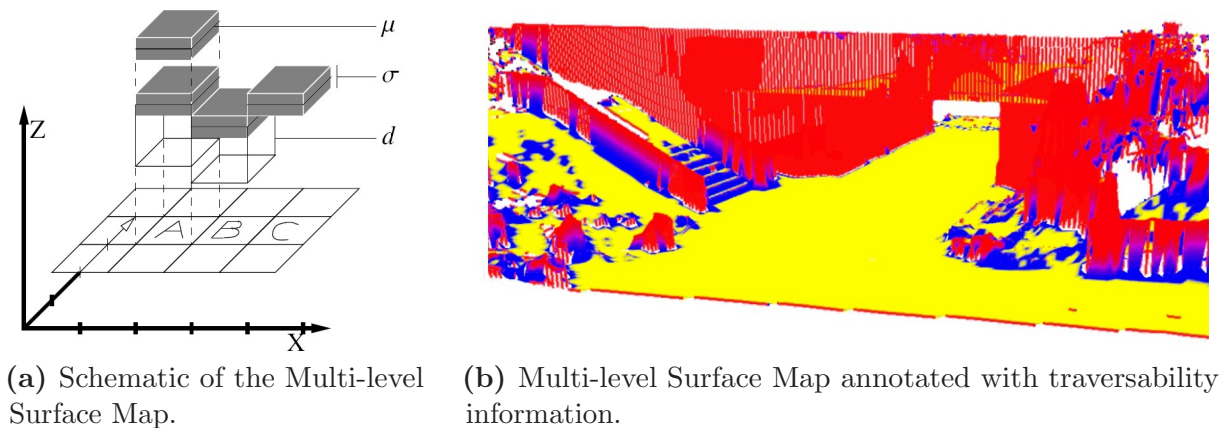 μ
σ
d
Z
A B C
X
(a) Schematic of the Multi-level
Surface Map.
(b) Multi-level Surface Map annotated with traversability
information.